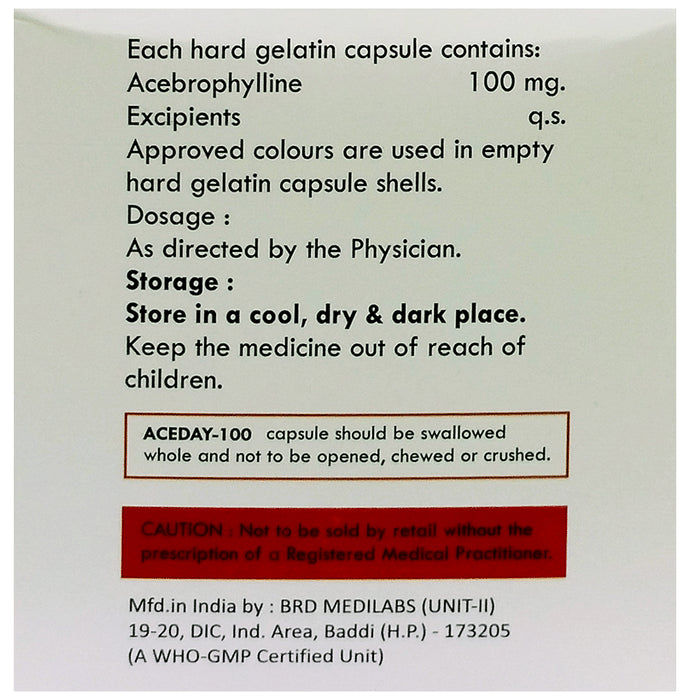 Each hard gelatin capsule contains:
Acebrophylline 100 mg.
Excipients q.s.
Approved colours are used in empty
hard gelatin capsule shells.
Dosage :
As directed by the Physician.
Storage :
Store in a cool, dry & dark place.
Keep the medicine out of reach of
children.
ACEDAY-100 capsule should be swallowed
whole and not to be opened, chewed or crushed.
CAUTION : Not to be sold by retail without the
prescription of a Registered Medical Practitioner.
Mfd.in India by : BRD MEDILABS (UNIT-II)
19-20, DIC, Ind. Area, Baddi (H.P.) - 173205
(A WHO-GMP Certified Unit)